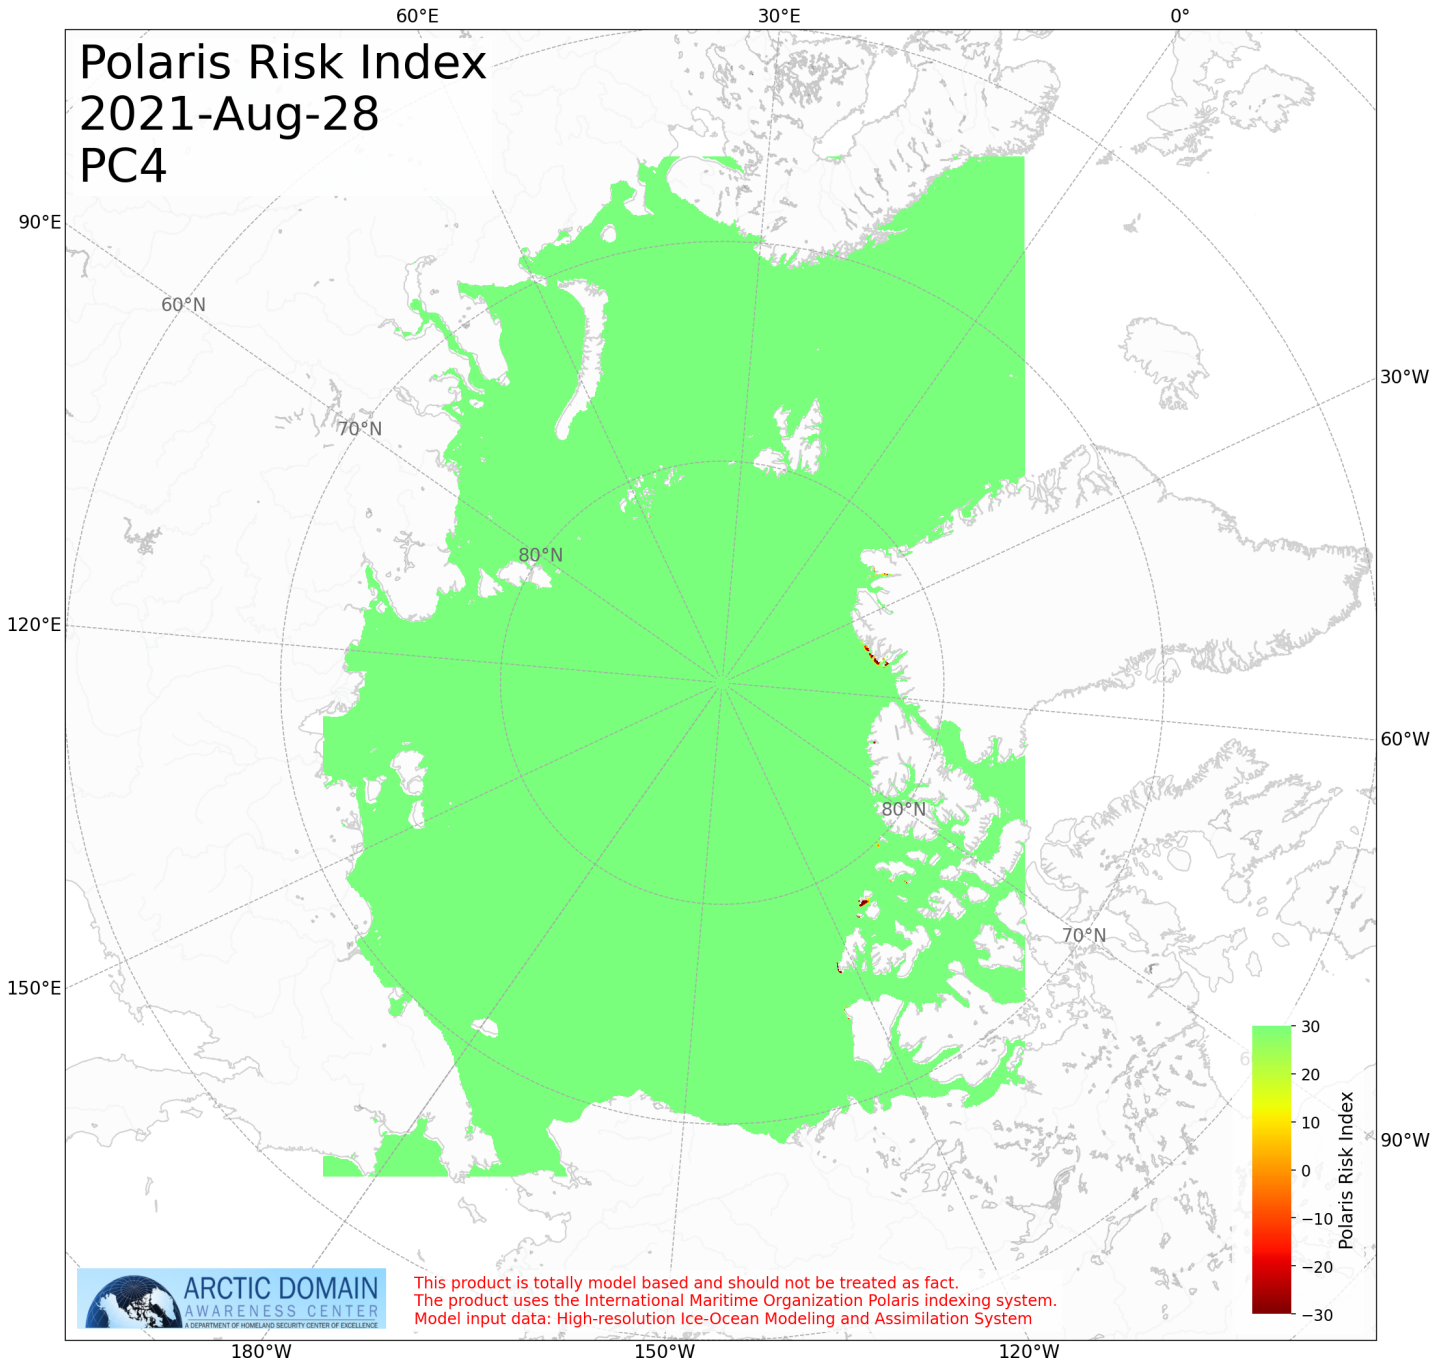 60°E 30°E 0°
Polaris Risk Index
2021-Aug-28
PC4
90°E
60°N
30°W
70°N
80°N
120°E
60°W
80°N
70°N
150°E
30
20
10
0
−10
−20
−30
Polaris Risk Index
90°W
ARCTIC DOMAIN
AWARENESS CENTER
A DEPARTMENT OF HOMELAND SECURITY CENTER OF EXCELLENCE
This product is totally model based and should not be treated as fact.
The product uses the International Maritime Organization Polaris indexing system.
Model input data: High-resolution Ice-Ocean Modeling and Assimilation System
180°W 150°W 120°W